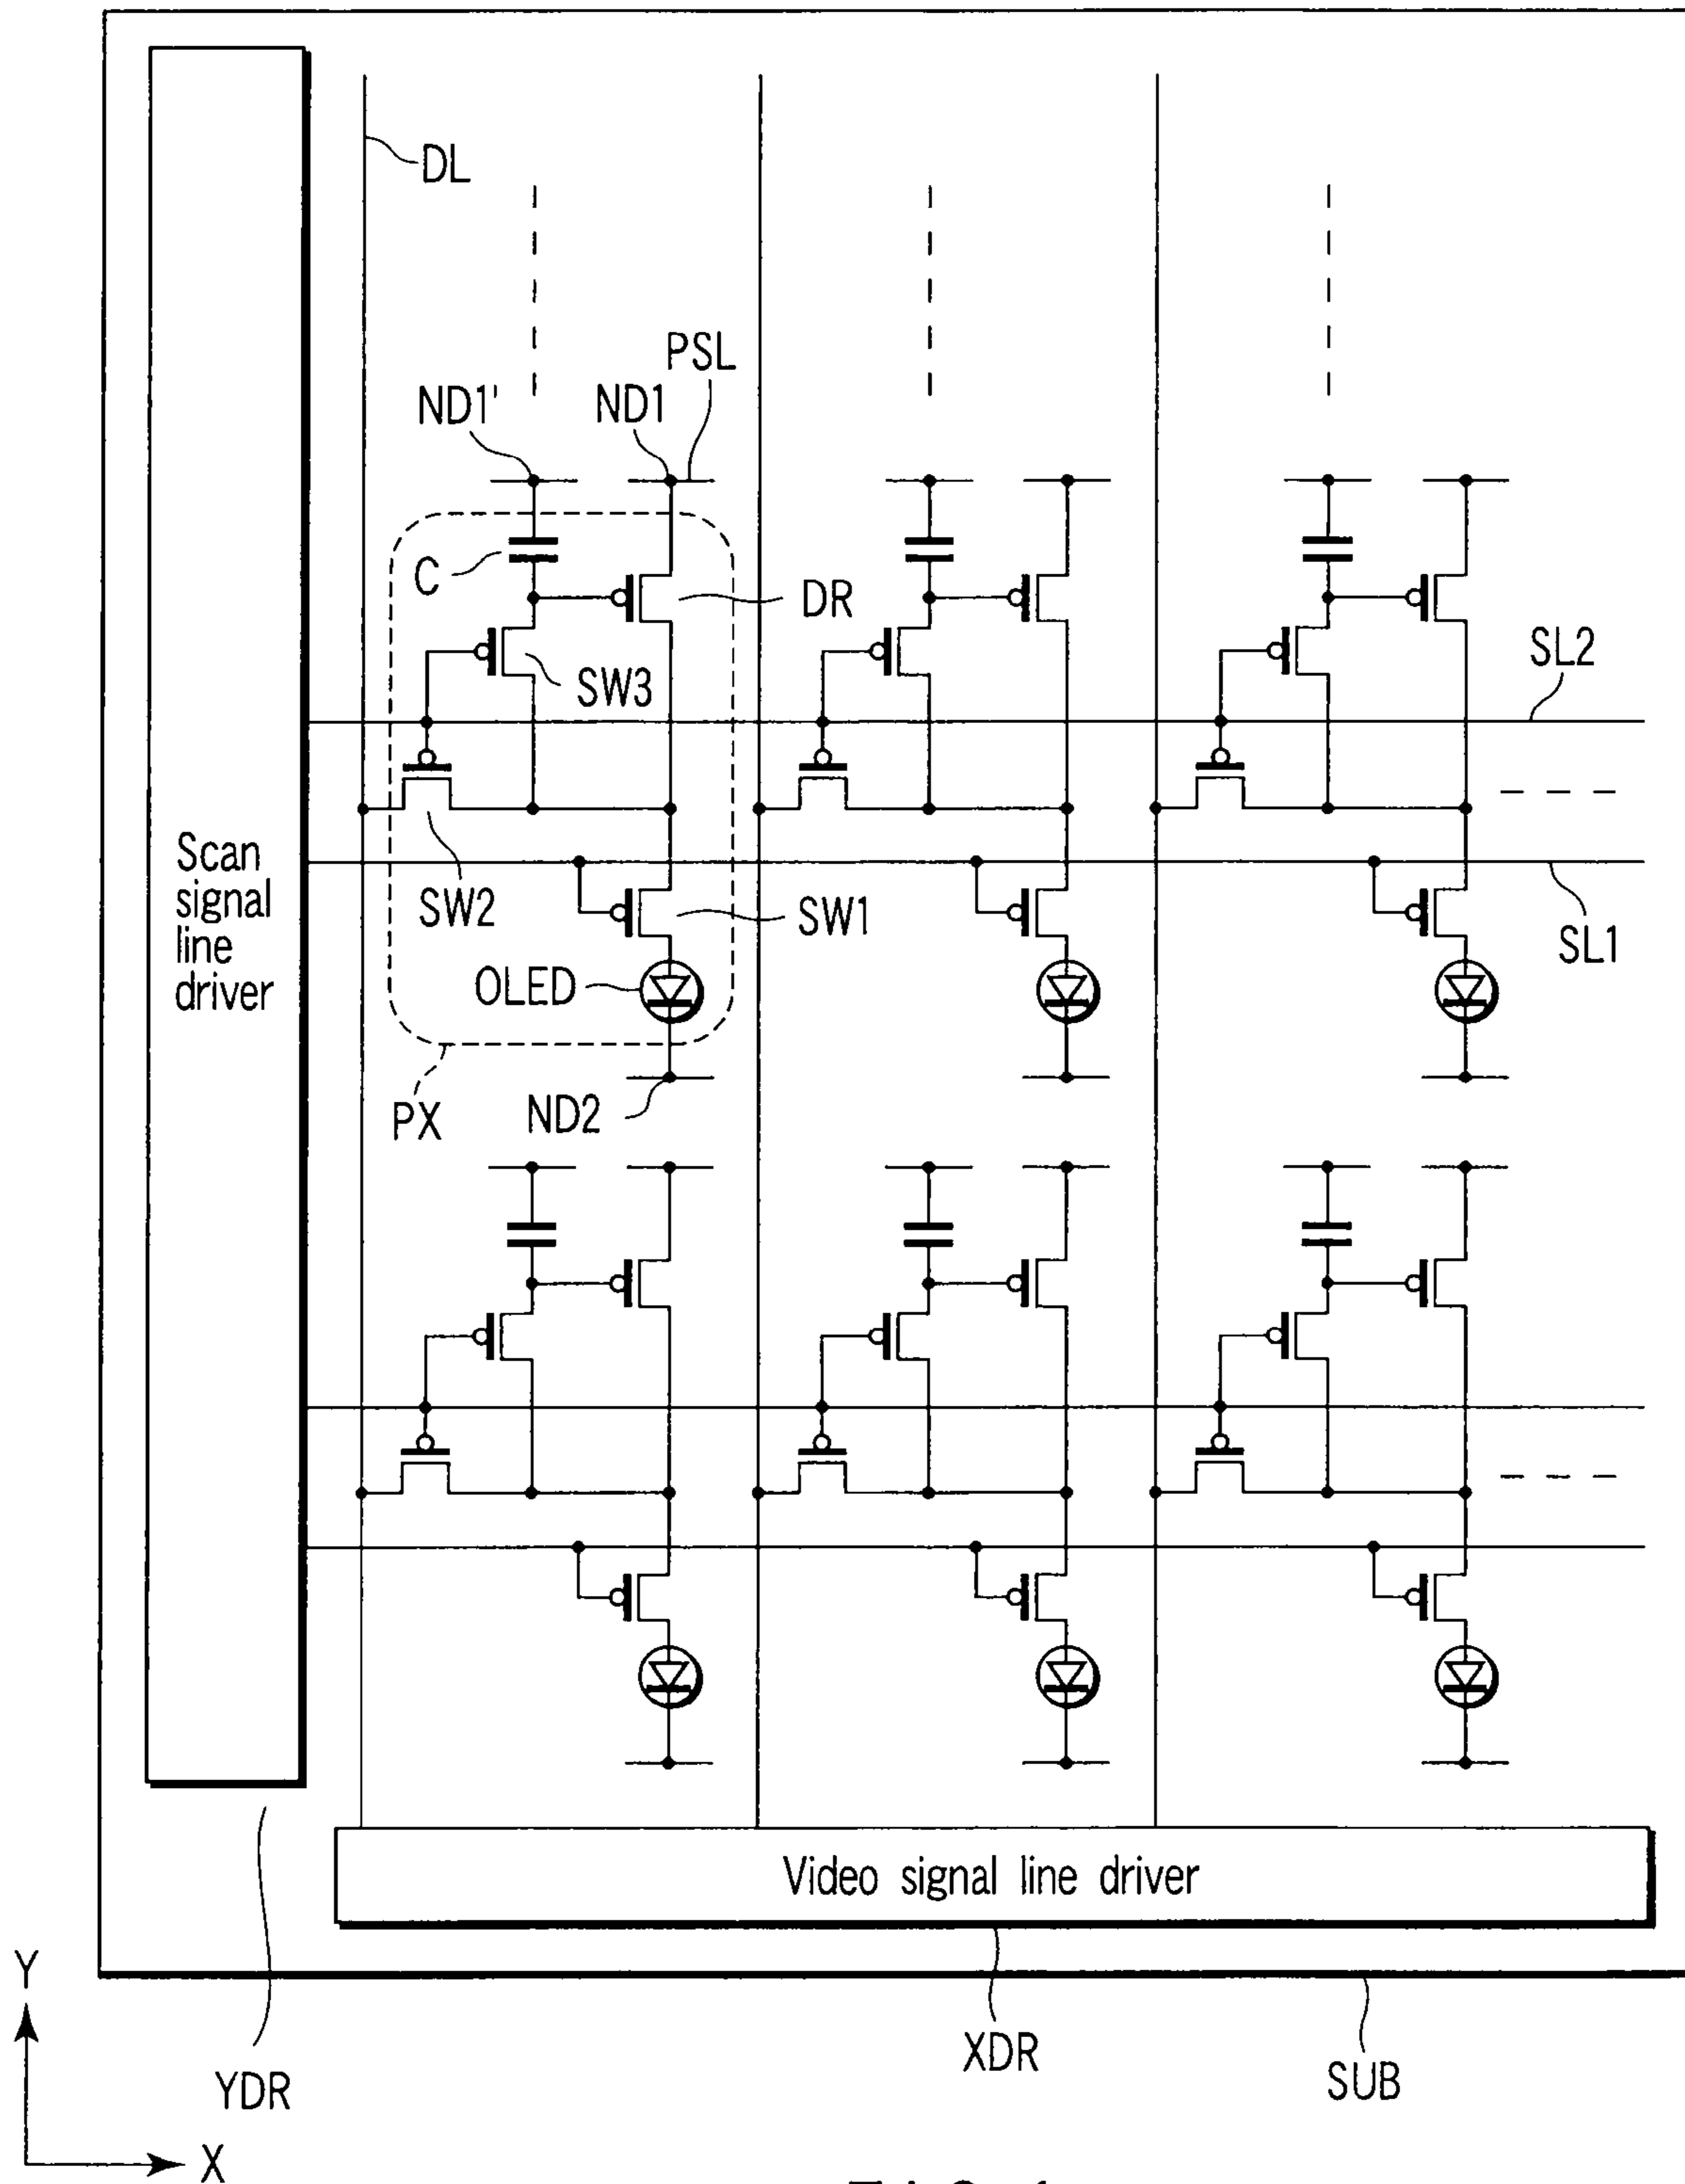 DL
PSL
ND1'
ND1
C
DR
SW3
SL2
Scan
signal
line
driver
SW2
SW1
SL1
OLED
PX
ND2
Video signal line driver
Y
XDR
SUB
YDR
X